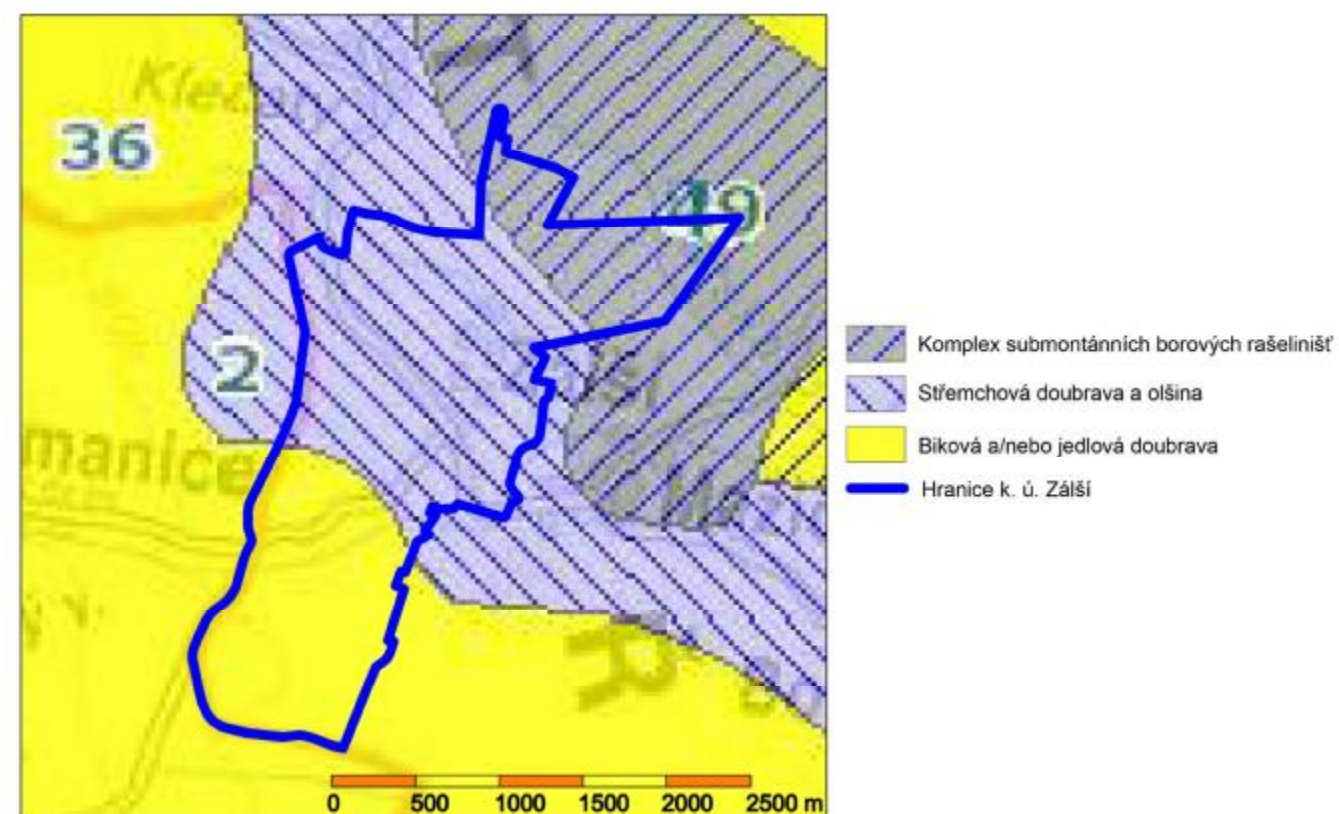 36
49
2
manice
R
Komplex submontánních borových rašelinišť
Střemchová doubrava a olšina
Biková a/nebo jedlová doubrava
Hranice k. ú. Zálší
0 500 1000 1500 2000 2500 m